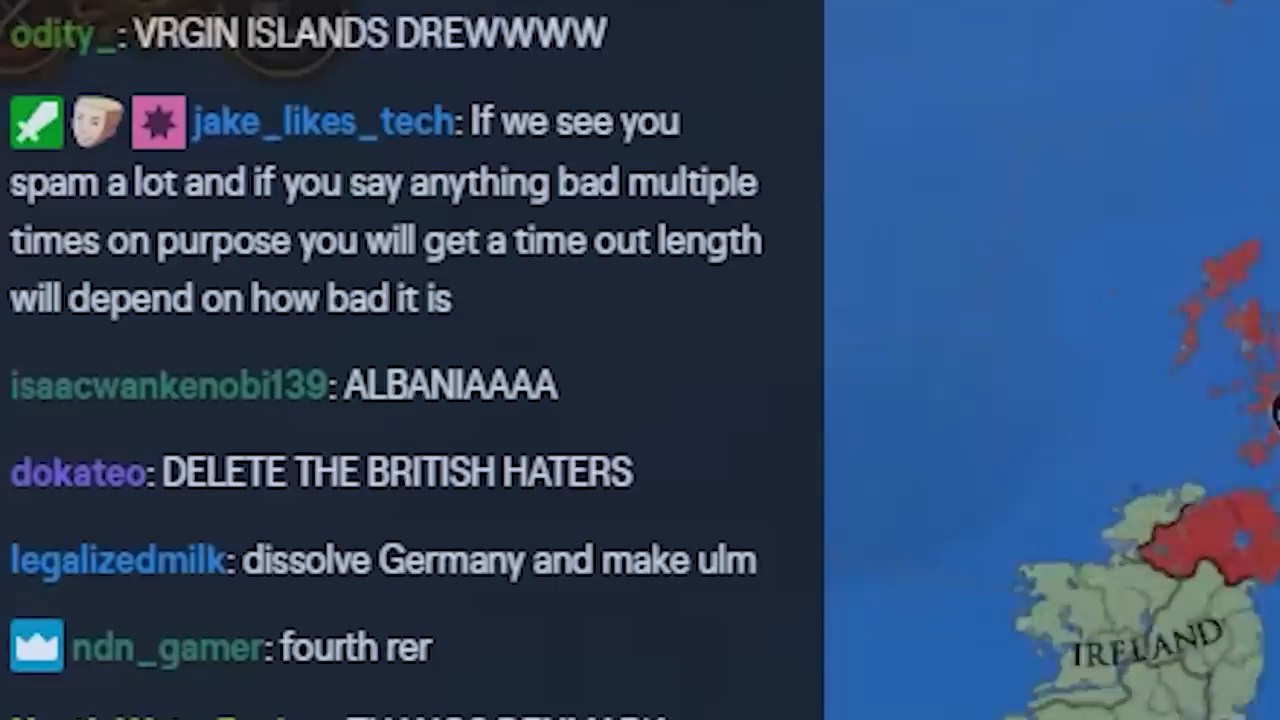 odity_: VRGIN ISLANDS DREWWWW
jake_likes_tech: If we see you
spam a lot and if you say anything bad multiple
times on purpose you will get a time out length
will depend on how bad it is
isaacwankenobi139: ALBANIAAAA
dokateo: DELETE THE BRITISH HATERS
legalizedmilk: dissolve Germany and make ulm
ndn_gamer: fourth rer
IRELAND